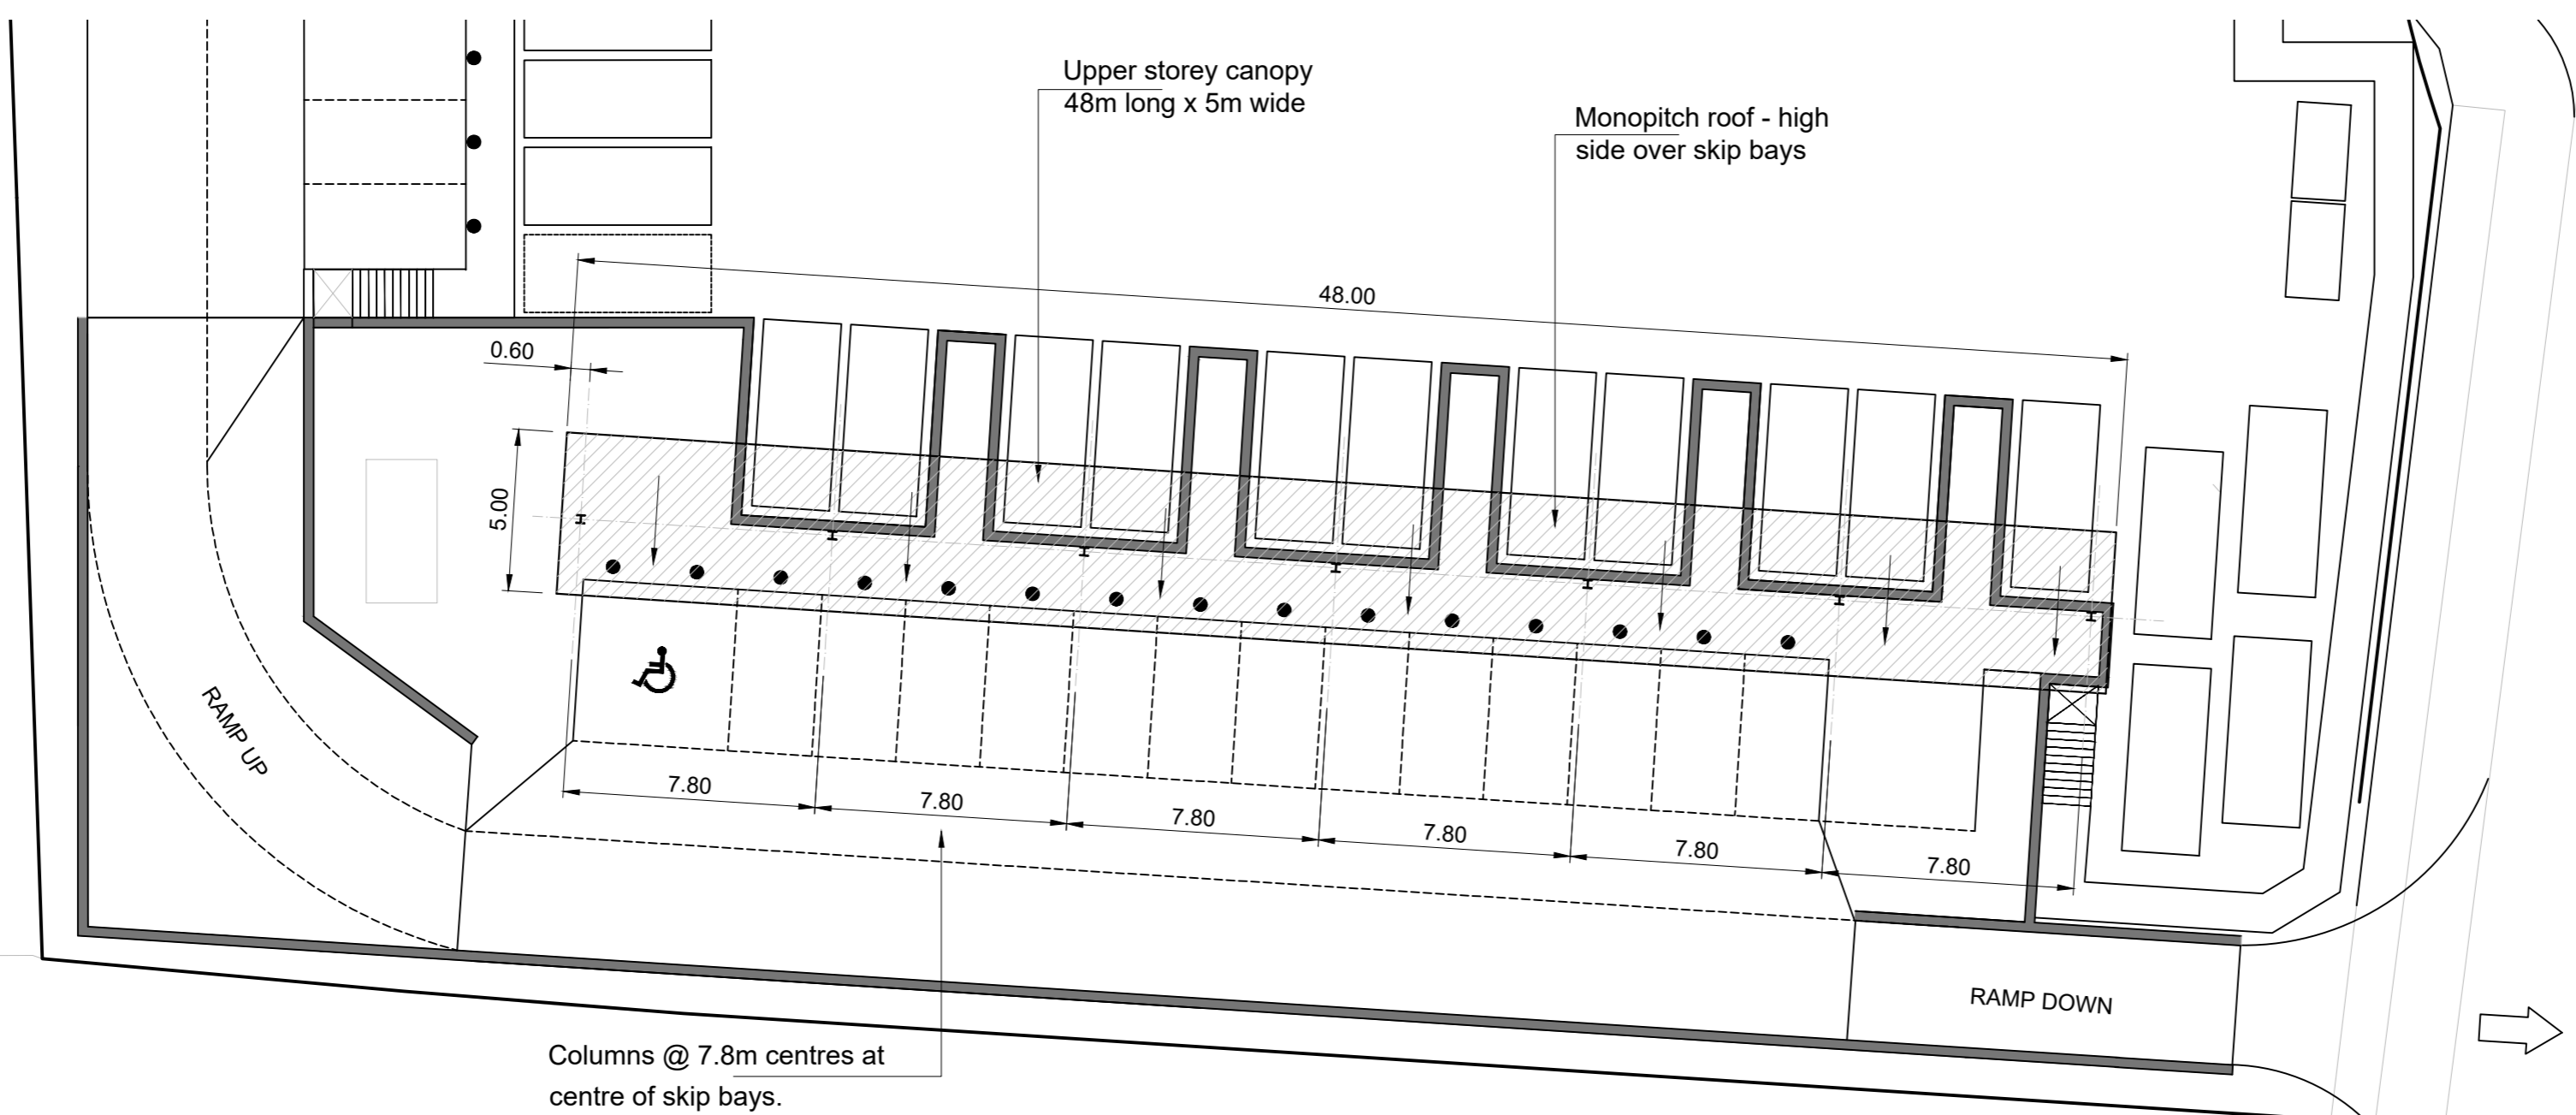 Upper storey canopy
48m long x 5m wide
Monopitch roof - high
side over skip bays
48.00
0.60
5.00
RAMP UP
7.80
7.80
7.80
7.80
7.80
7.80
RAMP DOWN
Columns @ 7.8m centres at
centre of skip bays.